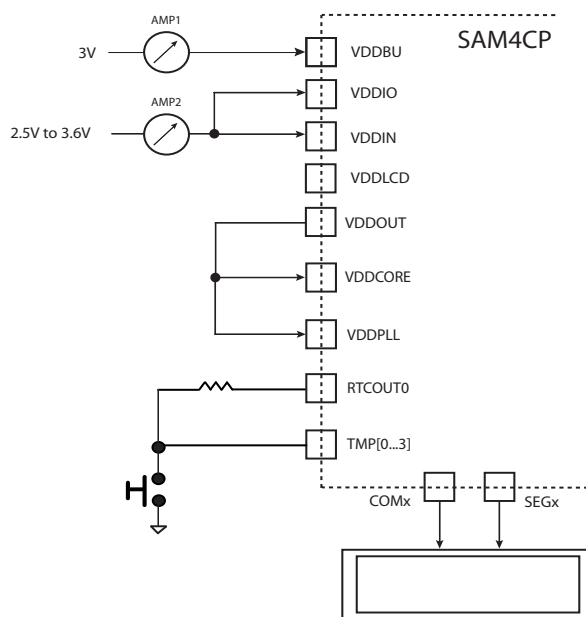 AMP1
SAM4CP
3V
VDDBU
AMP2
VDDIO
2.5V to 3.6V
VDDIN
VDDLCD
VDDOUT
VDDCORE
VDDPLL
RTCOUT0
TMP[0...3]
COMx
SEGx